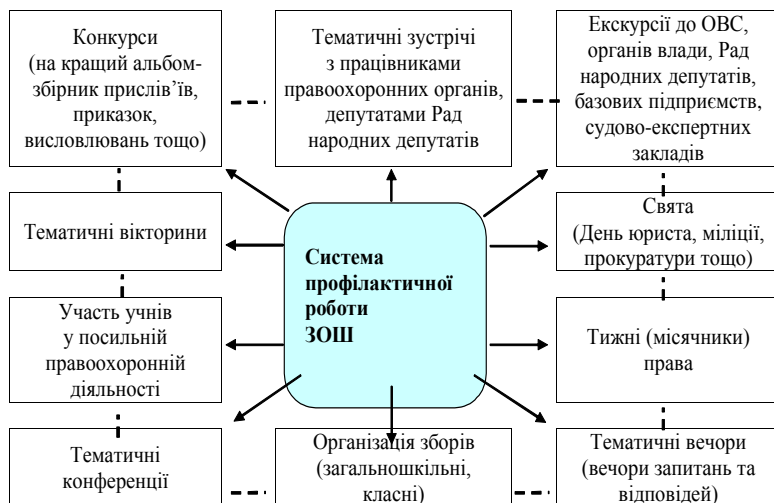 Конкурси
(на кращий альбом-
збірник прислів’їв,
приказок,
висловлювань тощо)
Тематичні зустрічі
з працівниками
правоохоронних органів,
депутатами Рад
народних депутатів
Екскурсії до ОВС,
органів влади, Рад
народних депутатів,
базових підприємств,
судово-експертних
закладів
Тематичні вікторини
Система
профілактичної
роботи
ЗОШ
Свята
(День юриста, міліції,
прокуратури тощо)
Участь учнів
у посильній
правоохоронній
діяльності
Тижні (місячники)
права
Тематичні
конференції
Організація зборів
(загальношкільні,
класні)
Тематичні вечори
(вечори запитань та
відповідей)